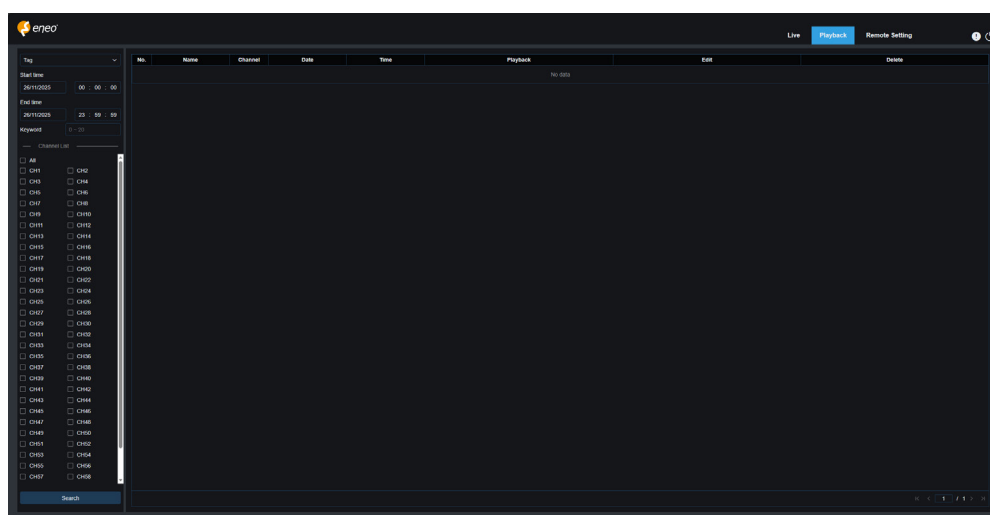 eneo
Live Playback Remote Setting
Tag
No. Name Channel Date Time Playback Edit Delete
Start time
No data
26/11/2025 00 : 00 : 00
End time
26/11/2025 23 : 59 : 59
Keyword 0 ~ 20
Channel List
All
CH1 CH2
CH3 CH4
CH5 CH6
CH7 CH8
CH9 CH10
CH11 CH12
CH13 CH14
CH15 CH16
CH17 CH18
CH19 CH20
CH21 CH22
CH23 CH24
CH25 CH26
CH27 CH28
CH29 CH30
CH31 CH32
CH33 CH34
CH35 CH36
CH37 CH38
CH39 CH40
CH41 CH42
CH43 CH44
CH45 CH46
CH47 CH48
CH49 CH50
CH51 CH52
CH53 CH54
CH55 CH56
CH57 CH58
Search
1 / 1